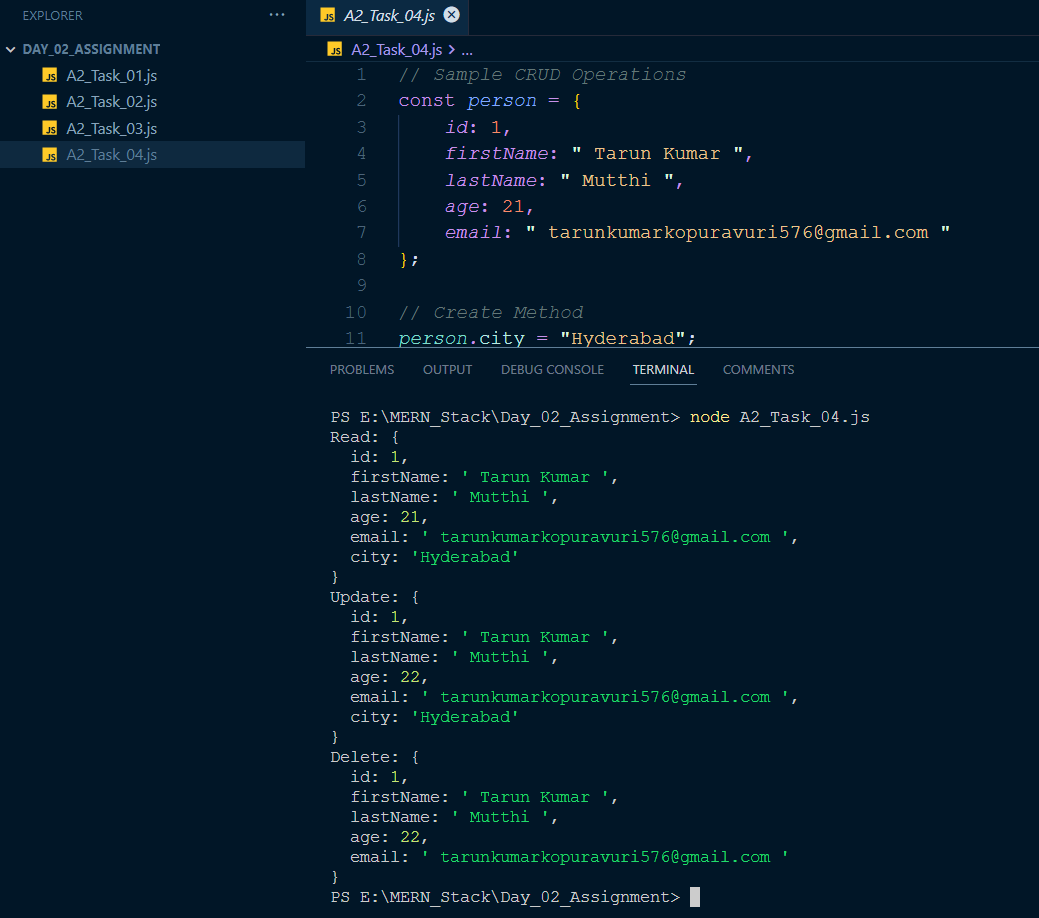 EXPLORER
DAY_02_ASSIGNMENT
JS A2_Task_01.js
JS A2_Task_02.js
JS A2_Task_03.js
JS A2_Task_04.js
JS A2_Task_04.js
JS A2_Task_04.js > ...
1 // Sample CRUD Operations
2 const person = {
3     id: 1,
4     firstName: " Tarun Kumar ",
5     lastName: " Mutthi ",
6     age: 21,
7     email: " tarunkumarkopuravuri576@gmail.com "
8 };
9
10 // Create Method
11 person.city = "Hyderabad";
PROBLEMS OUTPUT DEBUG CONSOLE TERMINAL COMMENTS
PS E:\MERN_Stack\Day_02_Assignment> node A2_Task_04.js
Read: {
  id: 1,
  firstName: ' Tarun Kumar ',
  lastName: ' Mutthi ',
  age: 21,
  email: ' tarunkumarkopuravuri576@gmail.com ',
  city: 'Hyderabad'
}
Update: {
  id: 1,
  firstName: ' Tarun Kumar ',
  lastName: ' Mutthi ',
  age: 22,
  email: ' tarunkumarkopuravuri576@gmail.com ',
  city: 'Hyderabad'
}
Delete: {
  id: 1,
  firstName: ' Tarun Kumar ',
  lastName: ' Mutthi ',
  age: 22,
  email: ' tarunkumarkopuravuri576@gmail.com '
}
PS E:\MERN_Stack\Day_02_Assignment>